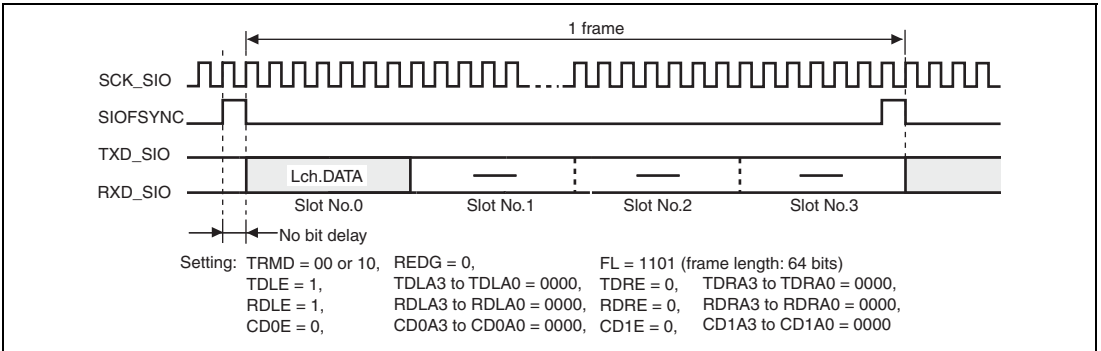 1 frame
SCK_SIO
SIOFSYNC
TXD_SIO
RXD_SIO
Lch.DATA
Slot No.0 Slot No.1 Slot No.2 Slot No.3
No bit delay
Setting: TRMD = 00 or 10, REDG = 0, FL = 1101 (frame length: 64 bits)
TDLE = 1, TDLA3 to TDLA0 = 0000, TDRE = 0, TDRA3 to TDRA0 = 0000,
RDLE = 1, RDLA3 to RDLA0 = 0000, RDRE = 0, RDRA3 to RDRA0 = 0000,
CD0E = 0, CD0A3 to CD0A0 = 0000, CD1E = 0, CD1A3 to CD1A0 = 0000